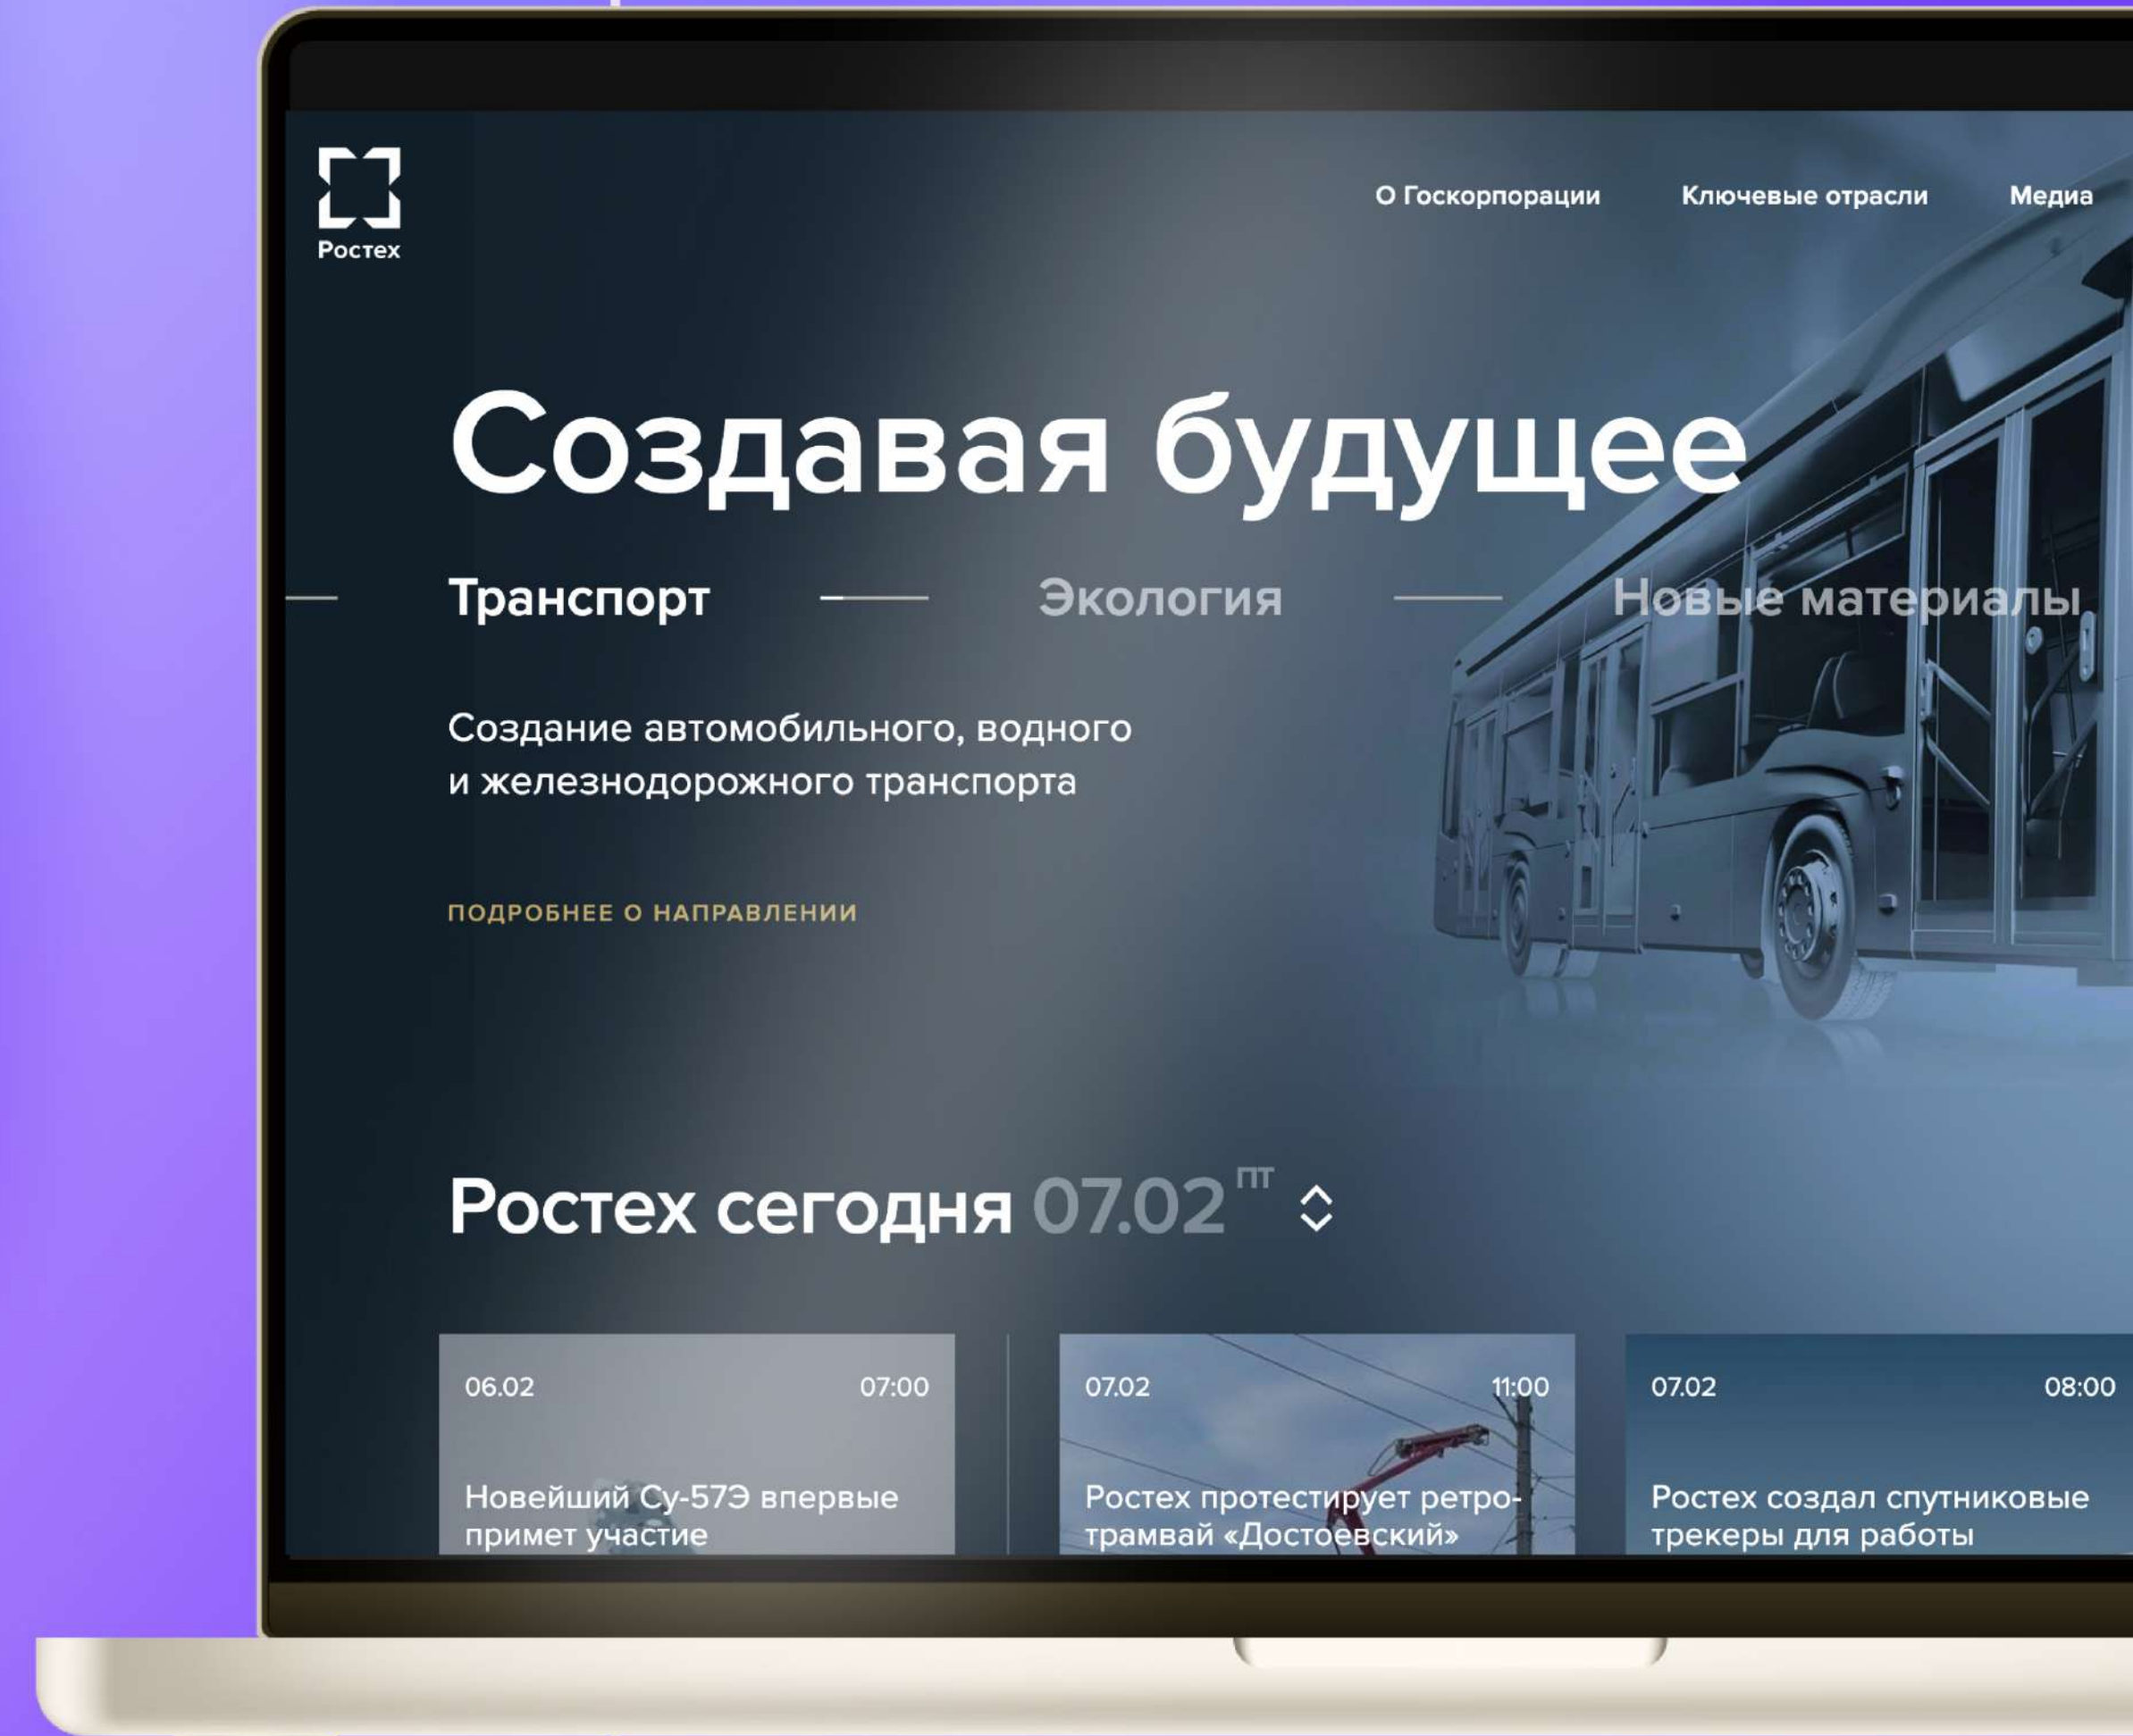 Ростех
О Госкорпорации Ключевые отрасли Медиа
Создавая будущее
Транспорт Экология Новые материалы
Создание автомобильного, водного
и железнодорожного транспорта
ПОДРОБНЕЕ О НАПРАВЛЕНИИ
Ростех сегодня 07.02 ПТ
06.02 07:00
Новейший Су-57Э впервые
примет участие
07.02 11:00
Ростех протестирует ретро-
трамвай «Достоевский»
07.02 08:00
Ростех создал спутниковые
трекеры для работы